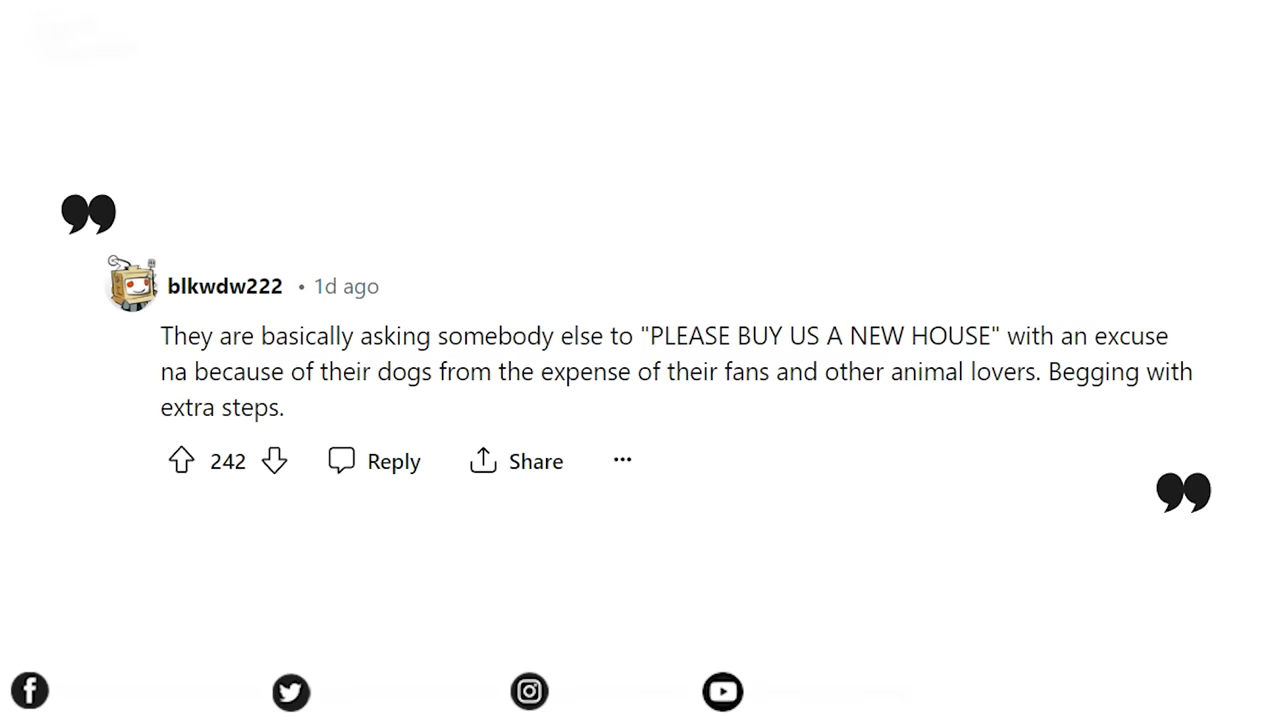 blkwdw222 • 1d ago
They are basically asking somebody else to "PLEASE BUY US A NEW HOUSE" with an excuse
na because of their dogs from the expense of their fans and other animal lovers. Begging with
extra steps.
242 Reply Share ...